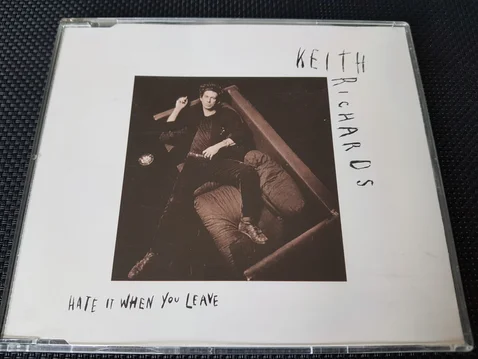 KEITH
RICHARDS
HATE IT WHEN YOU LEAVE